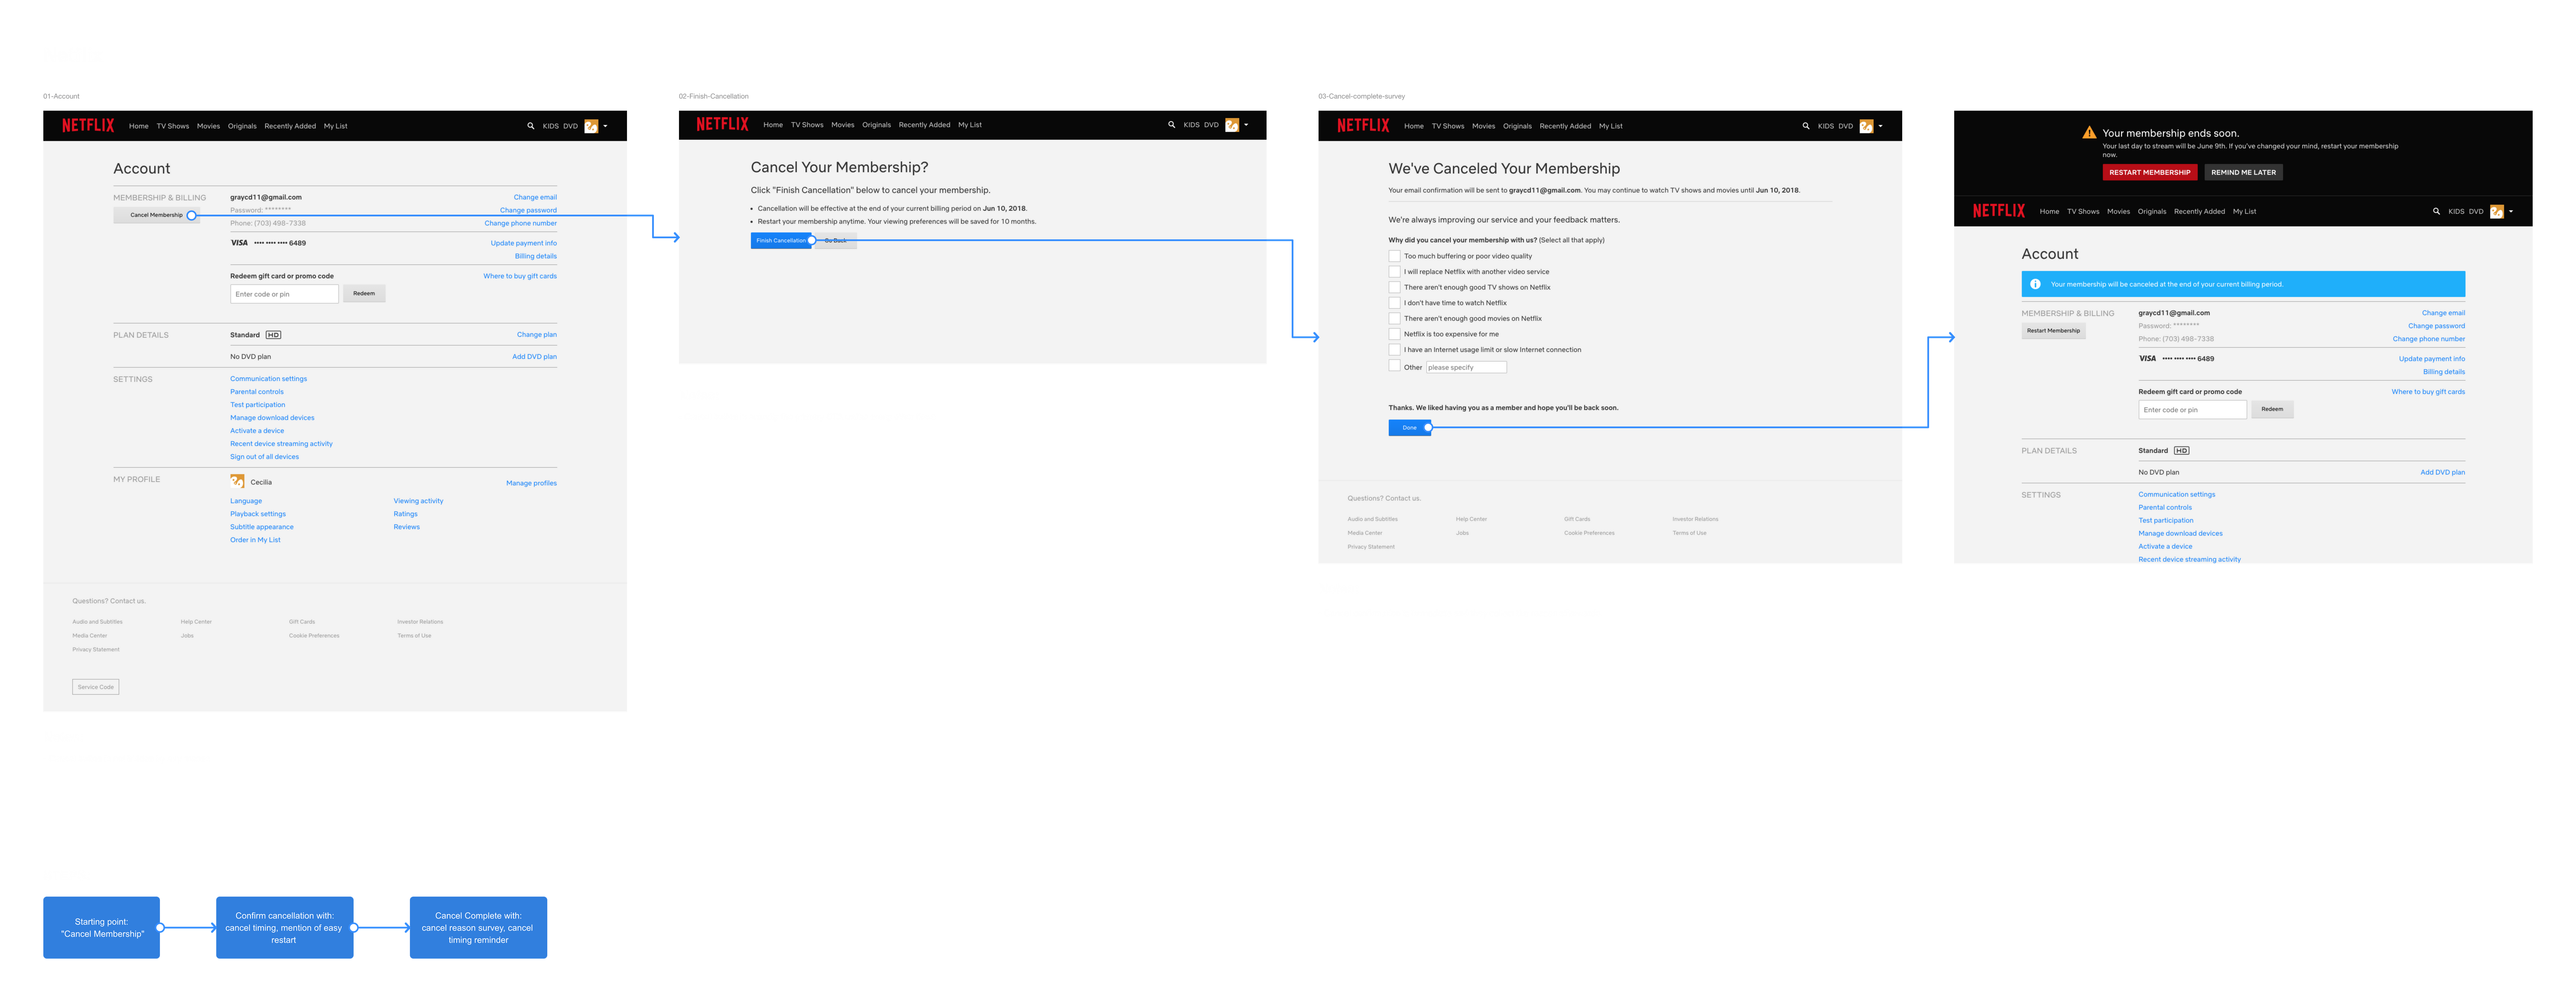 01-Account
NETFLIX Home TV Shows Movies Originals Recently Added My List KIDS DVD
Account
MEMBERSHIP & BILLING
Cancel Membership
graycd11@gmail.com Change email
Password: ******** Change password
Phone: (703) 498-7338 Change phone number
VISA •••• •••• •••• 6489 Update payment info
Billing details
Redeem gift card or promo code Where to buy gift cards
Enter code or pin Redeem
PLAN DETAILS Standard HD Change plan
No DVD plan Add DVD plan
SETTINGS Communication settings
Parental controls
Test participation
Manage download devices
Activate a device
Recent device streaming activity
Sign out of all devices
MY PROFILE Cecilia Manage profiles
Language Viewing activity
Playback settings Ratings
Subtitle appearance Reviews
Order in My List
Questions? Contact us.
Audio and Subtitles Help Center Gift Cards Investor Relations
Media Center Jobs Cookie Preferences Terms of Use
Privacy Statement
Service Code
02-Finish-Cancellation
NETFLIX Home TV Shows Movies Originals Recently Added My List KIDS DVD
Cancel Your Membership?
Click "Finish Cancellation" below to cancel your membership.
• Cancellation will be effective at the end of your current billing period on Jun 10, 2018.
• Restart your membership anytime. Your viewing preferences will be saved for 10 months.
Finish Cancellation Go Back
03-Cancel-complete-survey
NETFLIX Home TV Shows Movies Originals Recently Added My List KIDS DVD
We've Canceled Your Membership
Your email confirmation will be sent to graycd11@gmail.com. You may continue to watch TV shows and movies until Jun 10, 2018.
We're always improving our service and your feedback matters.
Why did you cancel your membership with us? (Select all that apply)
Too much buffering or poor video quality
I will replace Netflix with another video service
There aren't enough good TV shows on Netflix
I don't have time to watch Netflix
There aren't enough good movies on Netflix
Netflix is too expensive for me
I have an Internet usage limit or slow Internet connection
Other please specify
Thanks. We liked having you as a member and hope you'll be back soon.
Done
Questions? Contact us.
Audio and Subtitles Help Center Gift Cards Investor Relations
Media Center Jobs Cookie Preferences Terms of Use
Privacy Statement
Your membership ends soon.
Your last day to stream will be June 9th. If you've changed your mind, restart your membership
now.
RESTART MEMBERSHIP REMIND ME LATER
NETFLIX Home TV Shows Movies Originals Recently Added My List KIDS DVD
Account
Your membership will be canceled at the end of your current billing period.
MEMBERSHIP & BILLING
Restart Membership
graycd11@gmail.com Change email
Password: ******** Change password
Phone: (703) 498-7338 Change phone number
VISA •••• •••• •••• 6489 Update payment info
Billing details
Redeem gift card or promo code Where to buy gift cards
Enter code or pin Redeem
PLAN DETAILS Standard HD
No DVD plan Add DVD plan
SETTINGS Communication settings
Parental controls
Test participation
Manage download devices
Activate a device
Recent device streaming activity
Starting point:
"Cancel Membership"
Confirm cancellation with:
cancel timing, mention of easy
restart
Cancel Complete with:
cancel reason survey, cancel
timing reminder